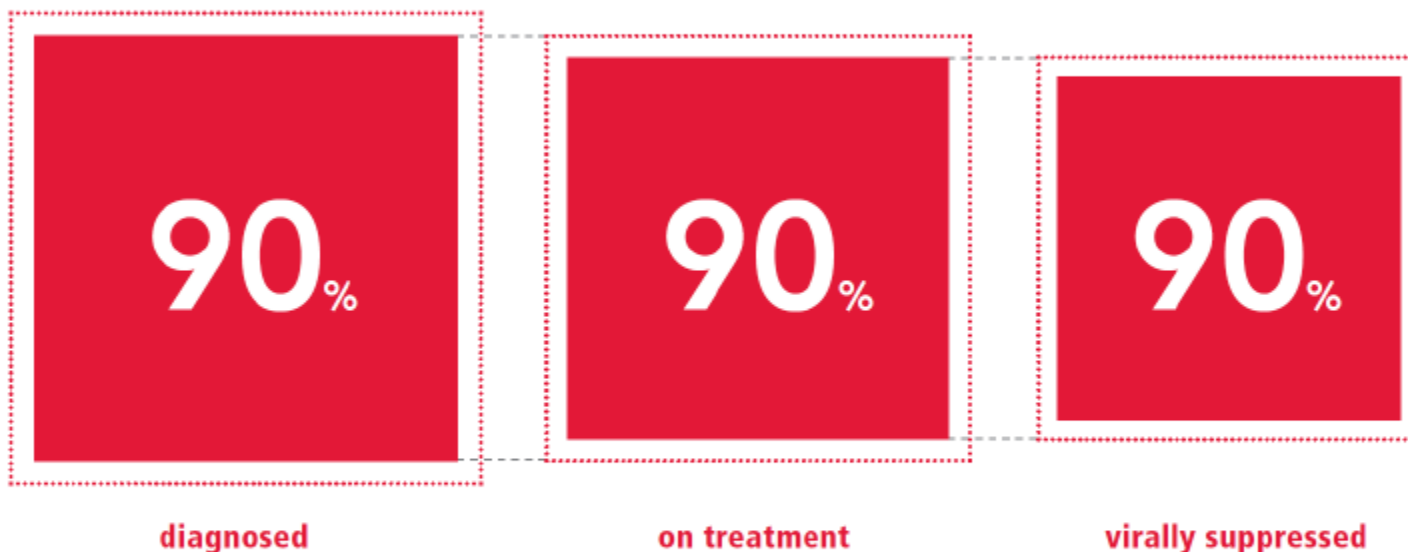 90%
90%
90%
diagnosed
on treatment
virally suppressed